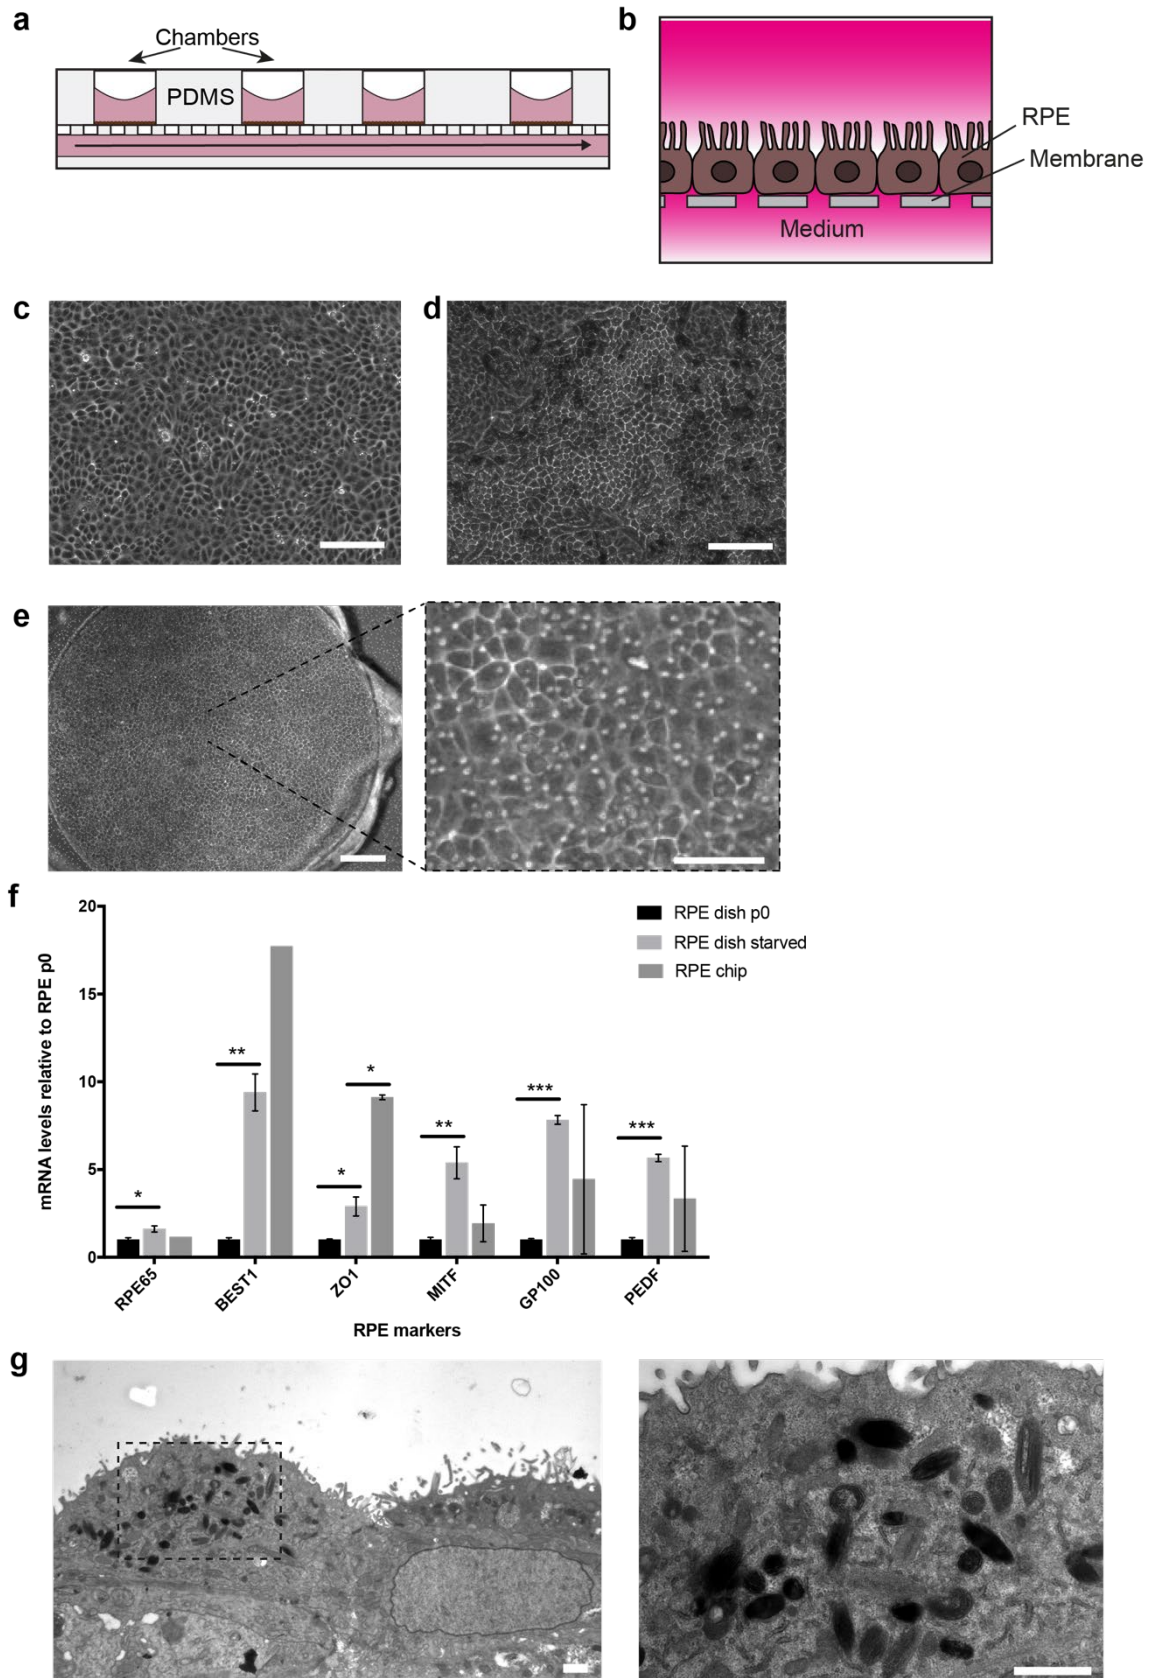 a
Chambers
PDMS
b
RPE
Membrane
Medium
c
d
e
f
mRNA levels relative to RPE p0
20
15
10
5
0
RPE dish p0
RPE dish starved
RPE chip
*
**
*
*
**
***
***
RPE65
BEST1
ZO1
MITF
GP100
PEDF
RPE markers
g